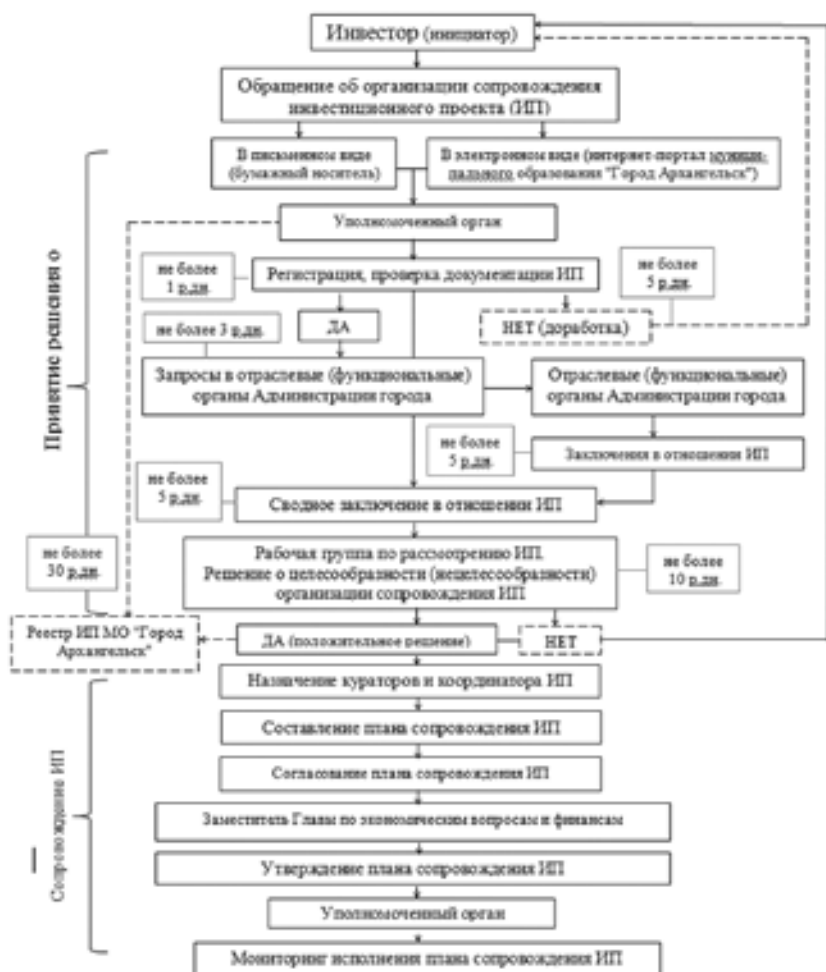 Инвестор (инициатор)
Обращение об организации сопровождения
инвестиционного проекта (ИП)
В письменном виде
(бумажный носитель)
В электронном виде (интернет-портал муници-
пального образования "Город Архангельск")
Уполномоченный орган
не более
1 р.дн.
Регистрация, проверка документации ИП
не более
5 р.дн.
не более 3 р.дн.
ДА
НЕТ (доработка)
Принятие решения о
Запросы в отраслевые (функциональные)
органы Администрации города
Отраслевые (функциональные)
органы Администрации города
не более
5 р.дн.
Заключения в отношении ИП
не более
5 р.дн.
Сводное заключение в отношении ИП
не более
30 р.дн.
Рабочая группа по рассмотрению ИП.
Решение о целесообразности (нецелесообразности)
организации сопровождения ИП
не более
10 р.дн.
Реестр ИП МО "Город
Архангельск"
ДА (положительное решение)
НЕТ
Назначение кураторов и координатора ИП
Составление плана сопровождения ИП
Согласование плана сопровождения ИП
Сопровождение ИП
Заместитель Главы по экономическим вопросам и финансам
Утверждение плана сопровождения ИП
Уполномоченный орган
Мониторинг исполнения плана сопровождения ИП